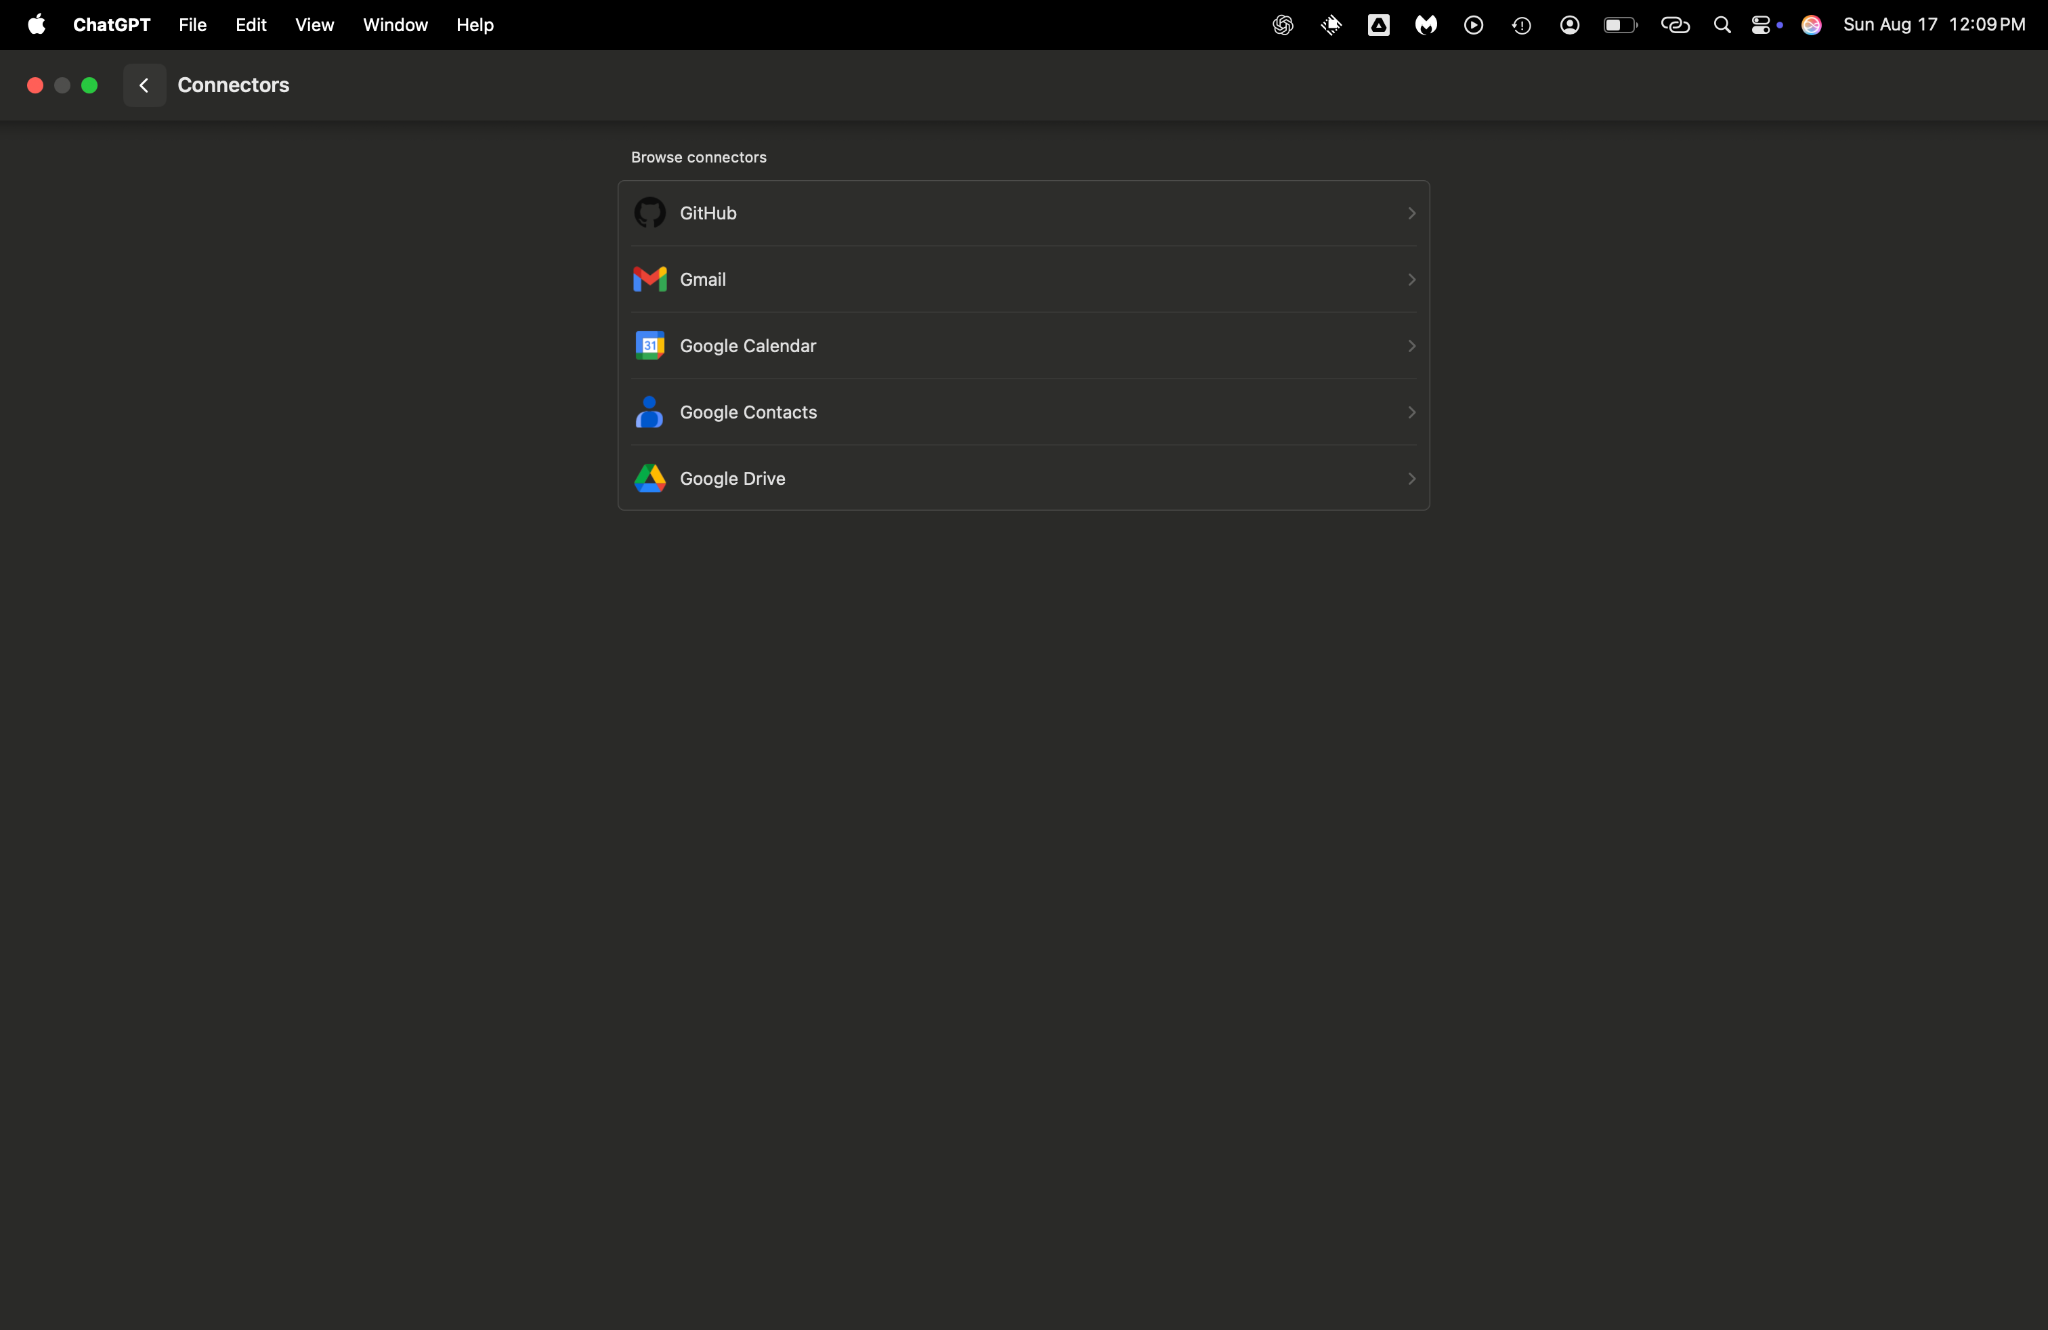 ChatGPT File Edit View Window Help Sun Aug 17 12:09 PM
Connectors
Browse connectors
GitHub
Gmail
31 Google Calendar
Google Contacts
Google Drive